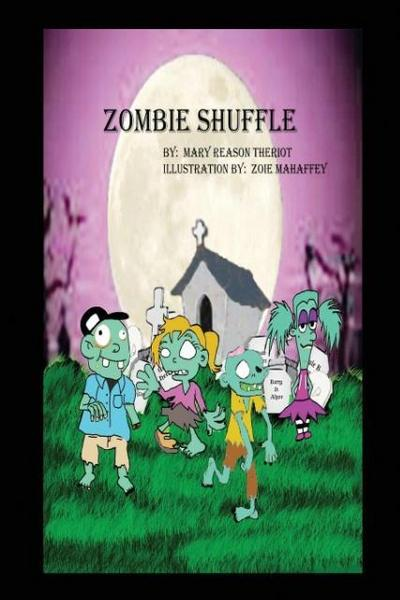 ZOMBIE SHUFFLE
BY: MARY REASON THERIOT
ILLUSTRATION BY: ZOIE MAHAFFEY